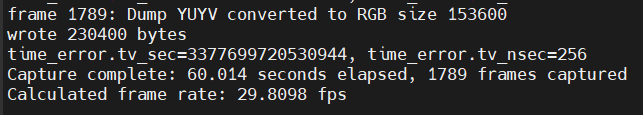 frame 1789: Dump YUYV converted to RGB size 153600
wrote 230400 bytes
time_error.tv_sec=3377699720530944, time_error.tv_nsec=256
Capture complete: 60.014 seconds elapsed, 1789 frames captured
Calculated frame rate: 29.8098 fps